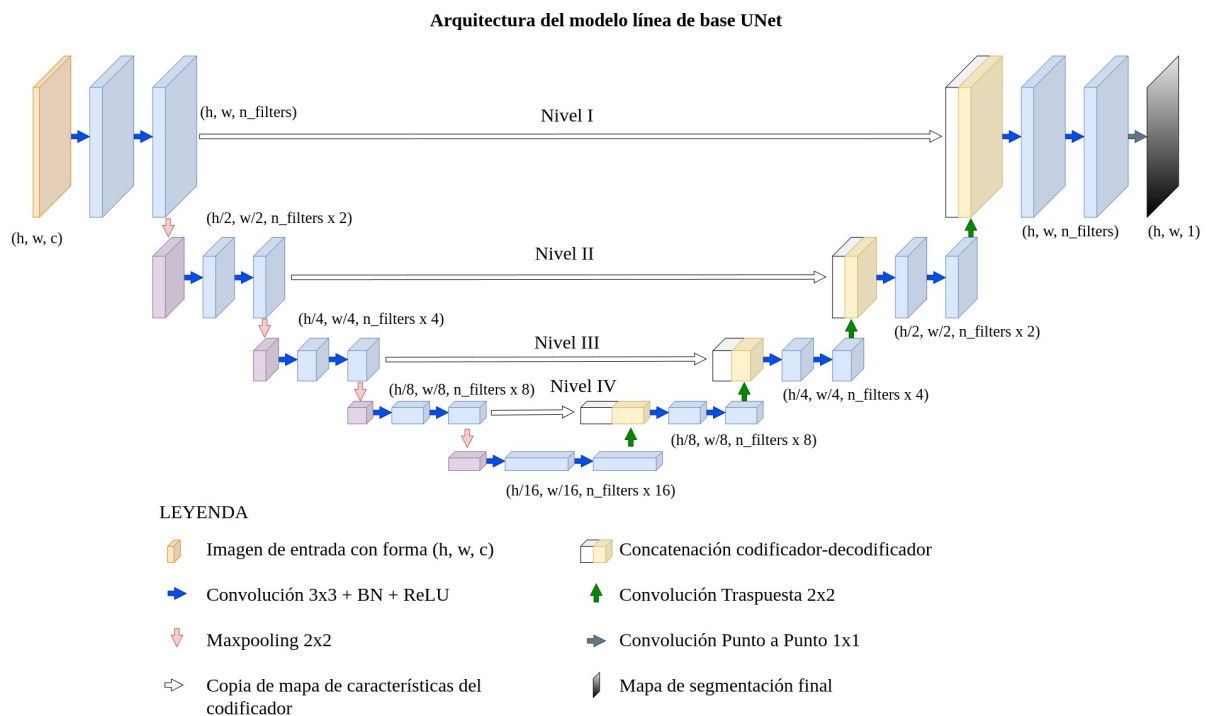 Arquitectura del modelo línea de base UNet
(h, w, n_filters)
Nivel I
(h, w, c)
(h/2, w/2, n_filters x 2)
(h, w, n_filters)
(h, w, 1)
Nivel II
(h/4, w/4, n_filters x 4)
(h/2, w/2, n_filters x 2)
Nivel III
(h/8, w/8, n_filters x 8)
Nivel IV
(h/4, w/4, n_filters x 4)
(h/8, w/8, n_filters x 8)
(h/16, w/16, n_filters x 16)
LEYENDA
Imagen de entrada con forma (h, w, c)
Convolución 3x3 + BN + ReLU
Maxpooling 2x2
Copia de mapa de características del
codificador
Concatenación codificador-decodificador
Convolución Traspuesta 2x2
Convolución Punto a Punto 1x1
Mapa de segmentación final